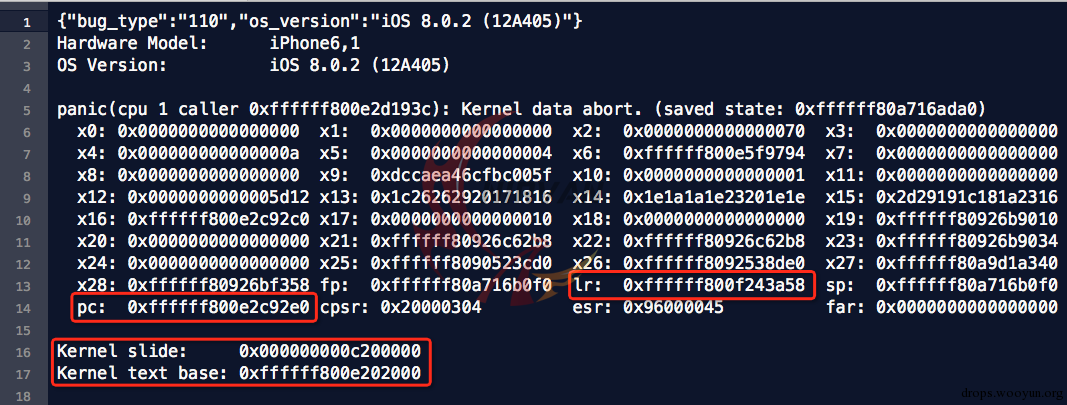 1 {"bug_type":"110","os_version":"iOS 8.0.2 (12A405)"}
2 Hardware Model: iPhone6,1
3 OS Version: iOS 8.0.2 (12A405)
4
5 panic(cpu 1 caller 0xffffff800e2d193c): Kernel data abort. (saved state: 0xffffff80a716ada0)
6 x0: 0x0000000000000000 x1: 0x0000000000000000 x2: 0x0000000000000070 x3: 0x0000000000000000
7 x4: 0x000000000000000a x5: 0x0000000000000004 x6: 0xffffff800e5f9794 x7: 0x0000000000000000
8 x8: 0x0000000000000000 x9: 0xdccaea46cfbc005f x10: 0x0000000000000001 x11: 0x0000000000000000
9 x12: 0x0000000000005d12 x13: 0x1c26262920171816 x14: 0x1e1a1a1e23201e1e x15: 0x2d29191c181a2316
10 x16: 0xffffff800e2c92c0 x17: 0x0000000000000010 x18: 0x0000000000000000 x19: 0xffffff80926b9010
11 x20: 0x0000000000000000 x21: 0xffffff80926c62b8 x22: 0xffffff80926c62b8 x23: 0xffffff80926b9034
12 x24: 0x0000000000000000 x25: 0xffffff8090523cd0 x26: 0xffffff8092538de0 x27: 0xffffff80a9d1a340
13 x28: 0xffffff80926bf358 fp: 0xffffff80a716b0f0 lr: 0xffffff800f243a58 sp: 0xffffff80a716b0f0
14 pc: 0xffffff800e2c92e0 cpsr: 0x20000304 esr: 0x96000045 far: 0x0000000000000000
15
16 Kernel slide: 0x000000000c200000
17 Kernel text base: 0xffffff800e202000
18
drops.wooyun.org